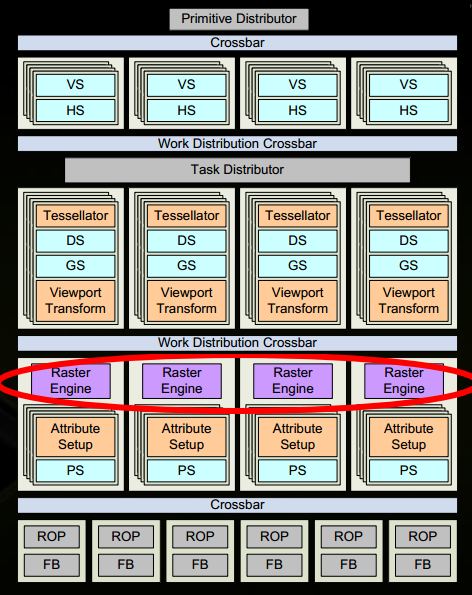 Primitive Distributor
Crossbar
VS VS VS VS
HS HS HS HS
Work Distribution Crossbar
Task Distributor
Tessellator Tessellator Tessellator Tessellator
DS DS DS DS
GS GS GS GS
Viewport Viewport Viewport Viewport
Transform Transform Transform Transform
Work Distribution Crossbar
Raster Raster Raster Raster
Engine Engine Engine Engine
Attribute Attribute Attribute Attribute
Setup Setup Setup Setup
PS PS PS PS
Crossbar
ROP ROP ROP ROP ROP ROP
FB FB FB FB FB FB